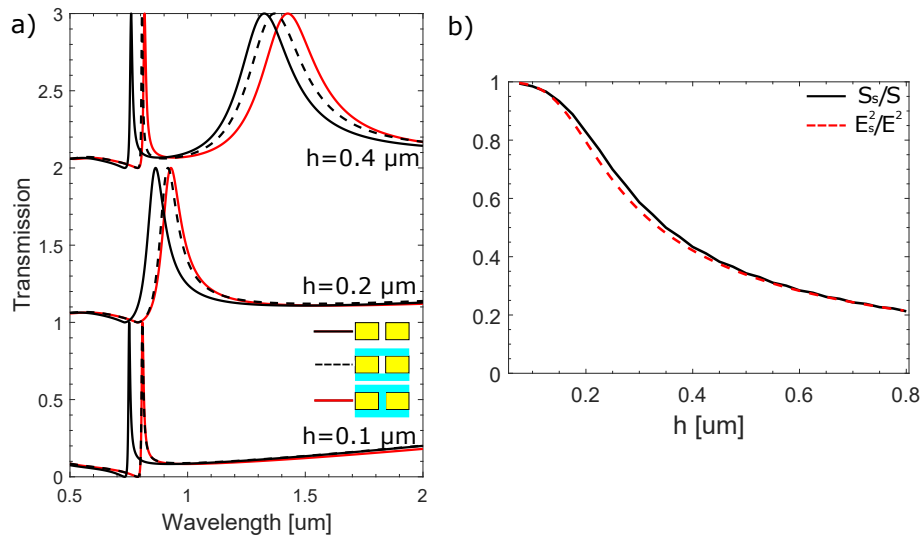 a)
3
2.5
2
1.5
1
0.5
0
Transmission
h=0.4 µm
h=0.2 µm
h=0.1 µm
0.5
1
1.5
2
Wavelength [um]
b)
1
0.8
0.6
0.4
0.2
0
Sₛ/S
Eₛ²/E²
0.2
0.4
0.6
0.8
h [um]